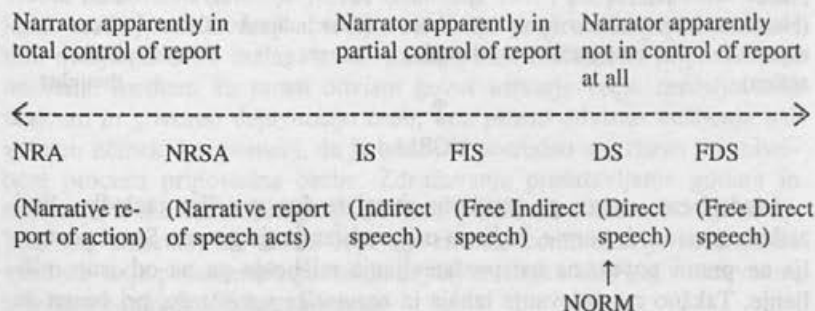 Narrator apparently in Narrator apparently in Narrator apparently
total control of report partial control of report not in control of report
at all
NRA NRSA IS FIS DS FDS
(Narrative re- (Narrative report (Indirect (Free Indirect (Direct (Free Direct
port of action) of speech acts) speech) speech) speech) speech)
NORM